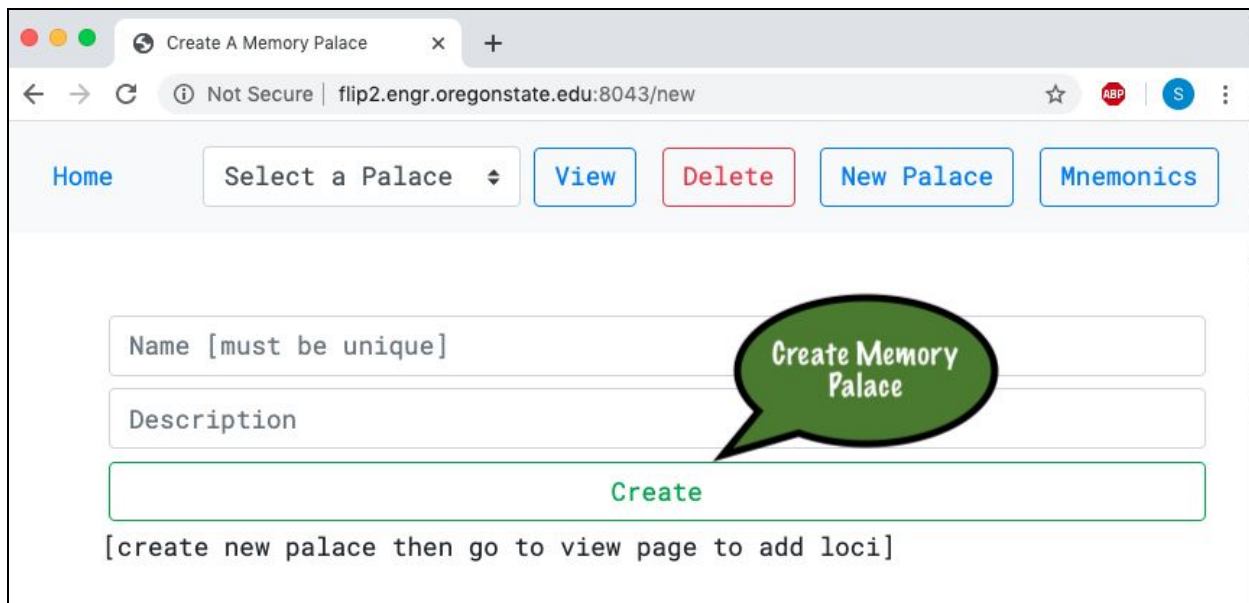 Create A Memory Palace × +
Not Secure | flip2.engr.oregonstate.edu:8043/new ABP S
Home Select a Palace View Delete New Palace Mnemonics
Name [must be unique]
Create Memory
Palace
Description
Create
[create new palace then go to view page to add loci]